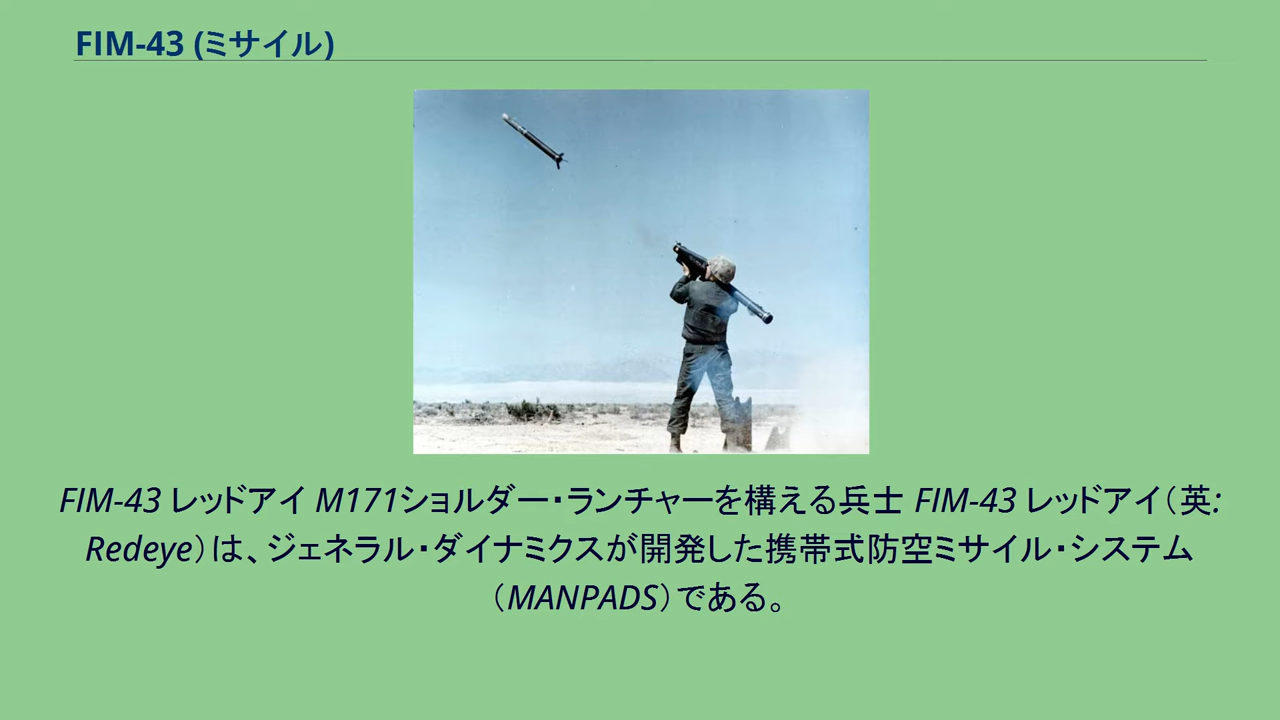 FIM-43 (ミサイル)
FIM-43 レッドアイ M171ショルダー・ランチャーを構える兵士 FIM-43 レッドアイ（英:
Redeye）は、ジェネラル・ダイナミクスが開発した携帯式防空ミサイル・システム
（MANPADS）である。